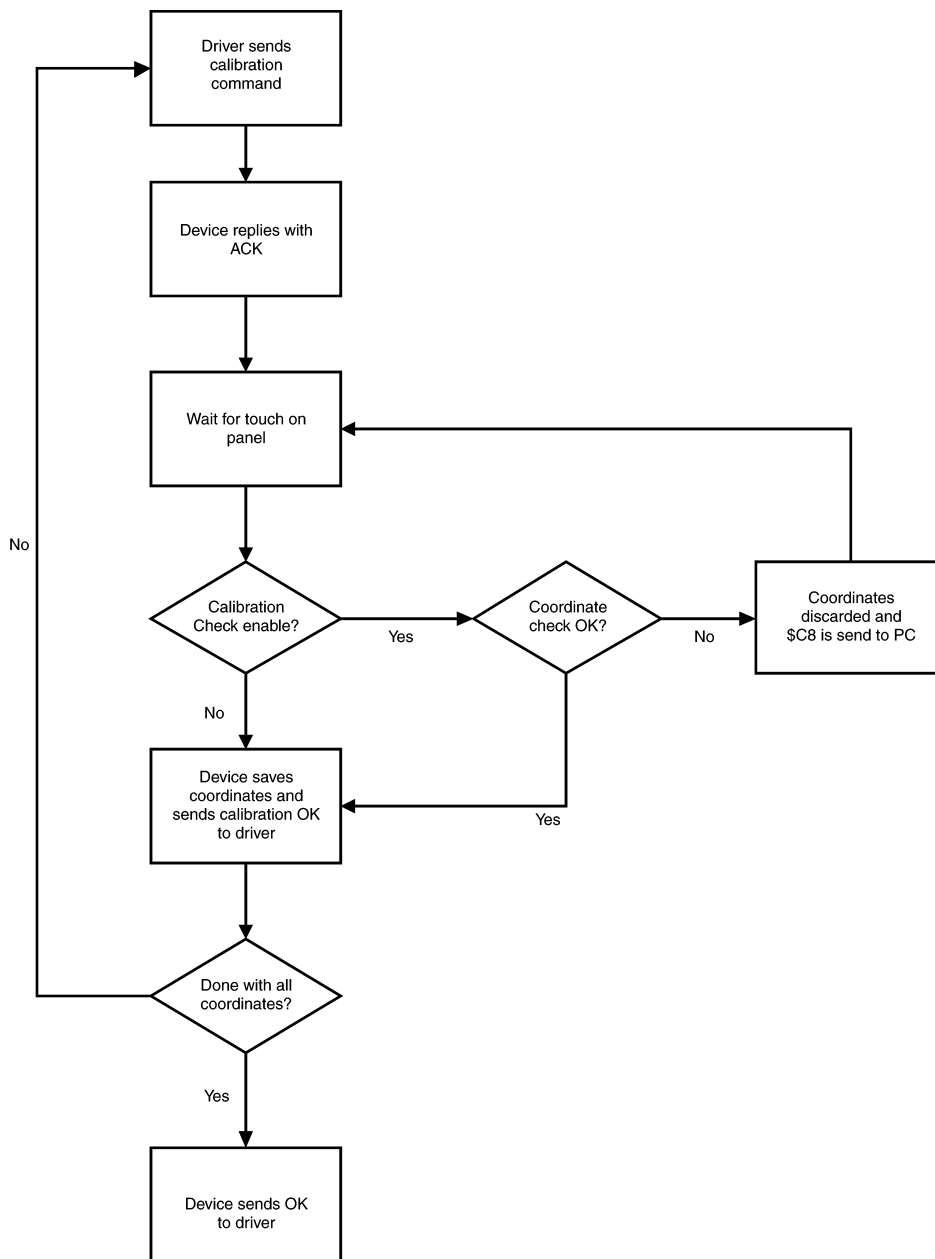 Driver sends
calibration
command
Device replies with
ACK
Wait for touch on
panel
No
Calibration
Check enable?
Yes
Coordinate
check OK?
No
Coordinates
discarded and
$C8 is send to PC
No
Device saves
coordinates and
sends calibration OK
to driver
Yes
Done with all
coordinates?
Yes
Device sends OK
to driver